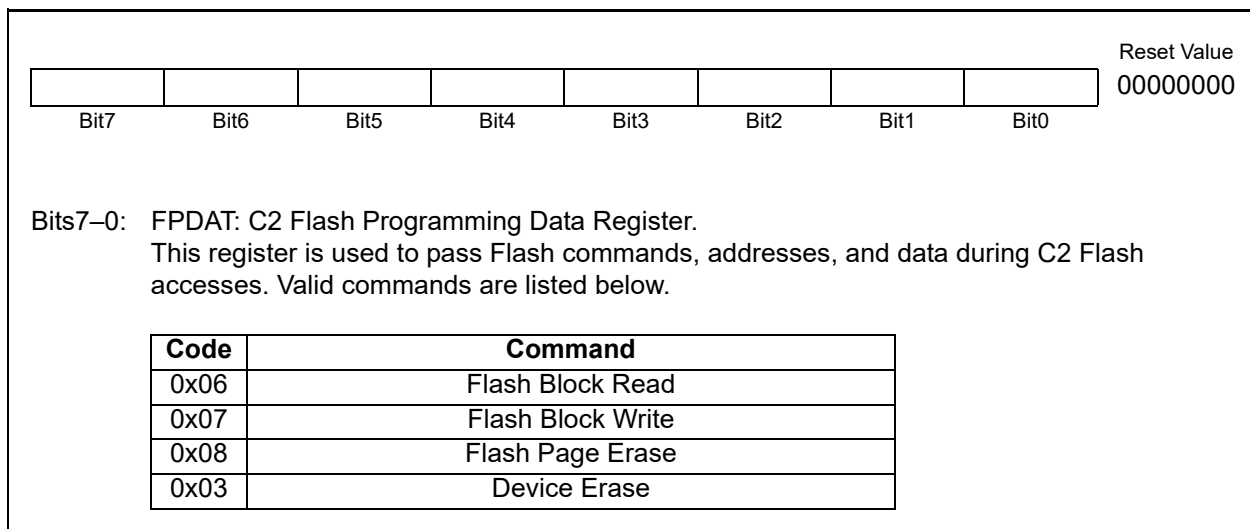 Reset Value
00000000
Bit7 Bit6 Bit5 Bit4 Bit3 Bit2 Bit1 Bit0
Bits7–0: FPDAT: C2 Flash Programming Data Register.
This register is used to pass Flash commands, addresses, and data during C2 Flash
accesses. Valid commands are listed below.
Code Command
0x06 Flash Block Read
0x07 Flash Block Write
0x08 Flash Page Erase
0x03 Device Erase